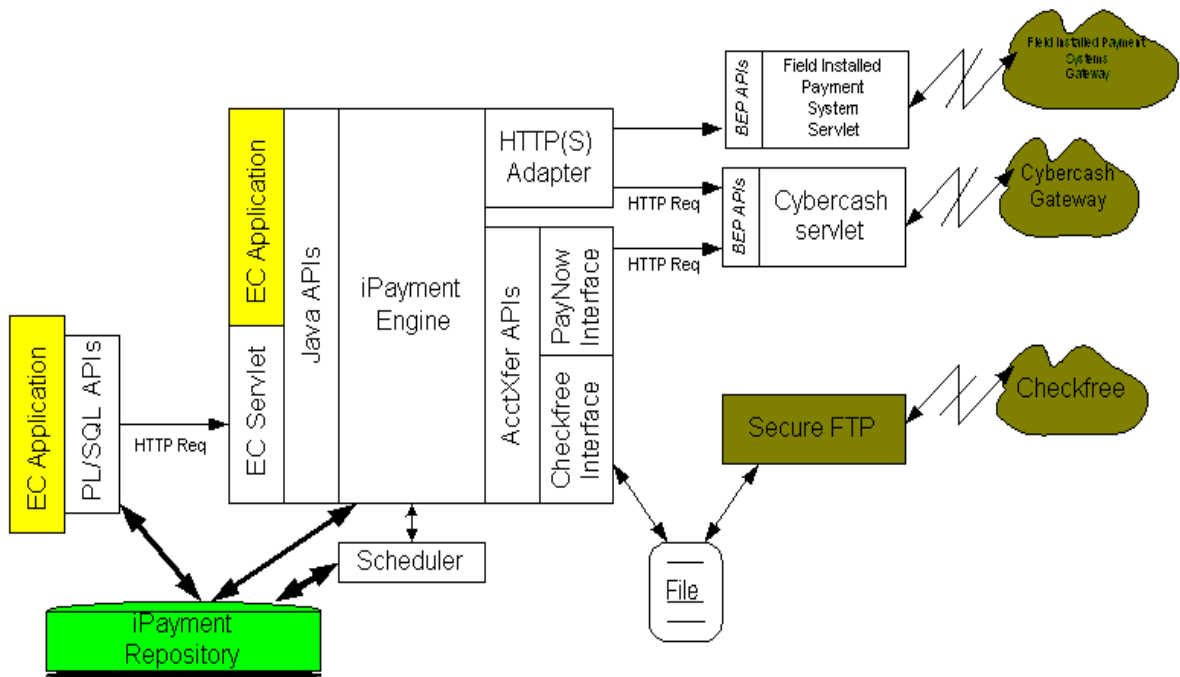 Field Installed Payment
Systems
Gateway
BEP APIs
Field Installed
Payment
System
Servlet
EC Application
Java APIs
iPayment
Engine
HTTP(S)
Adapter
HTTP Req
BEP APIs
Cybercash
servlet
Cybercash
Gateway
HTTP Req
AcctXfer APIs
PayNow
Interface
EC Application
PL/SQL APIs
HTTP Req
EC Servlet
Checkfree
Interface
Secure FTP
Checkfree
Scheduler
File
iPayment
Repository